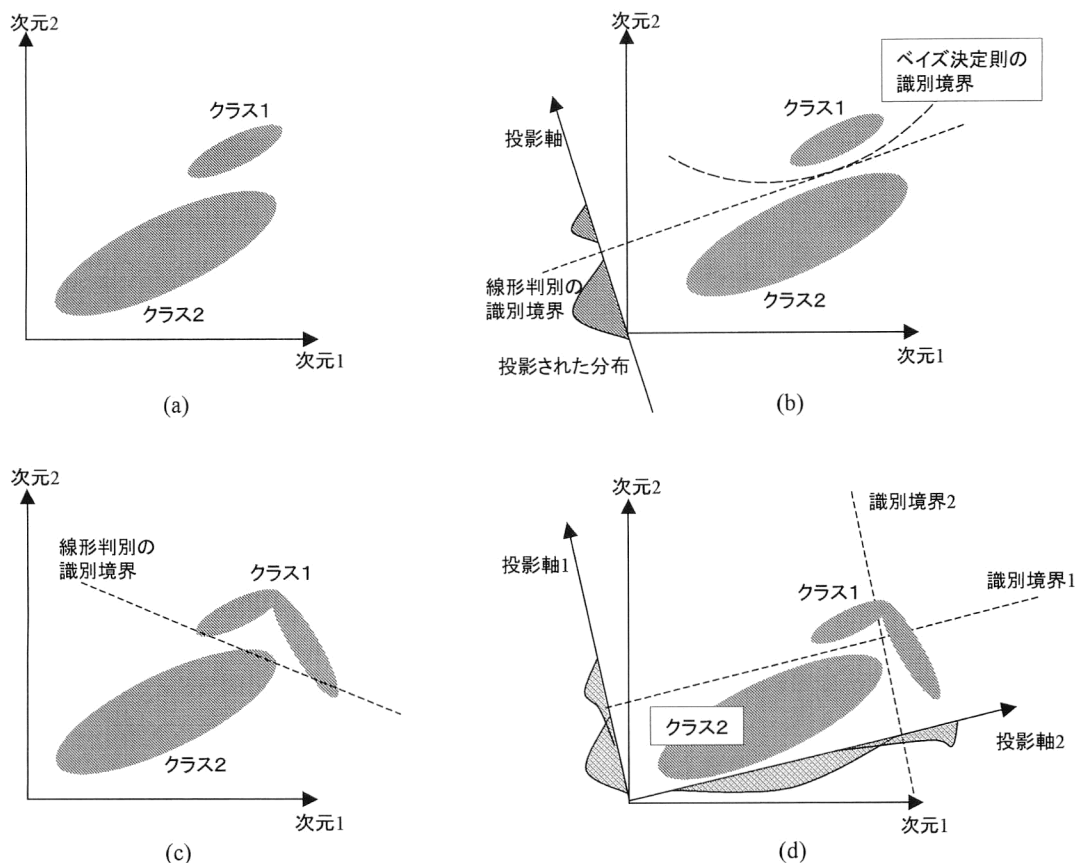 次元2
クラス1
クラス2
次元1
(a)
ベイズ決定則の
識別境界
クラス1
投影軸
線形判別の
識別境界
クラス2
投影された分布
次元1
(b)
次元2
線形判別の
識別境界
クラス1
クラス2
次元1
(c)
次元2
識別境界2
投影軸1
クラス1
識別境界1
クラス2
投影軸2
次元1
(d)